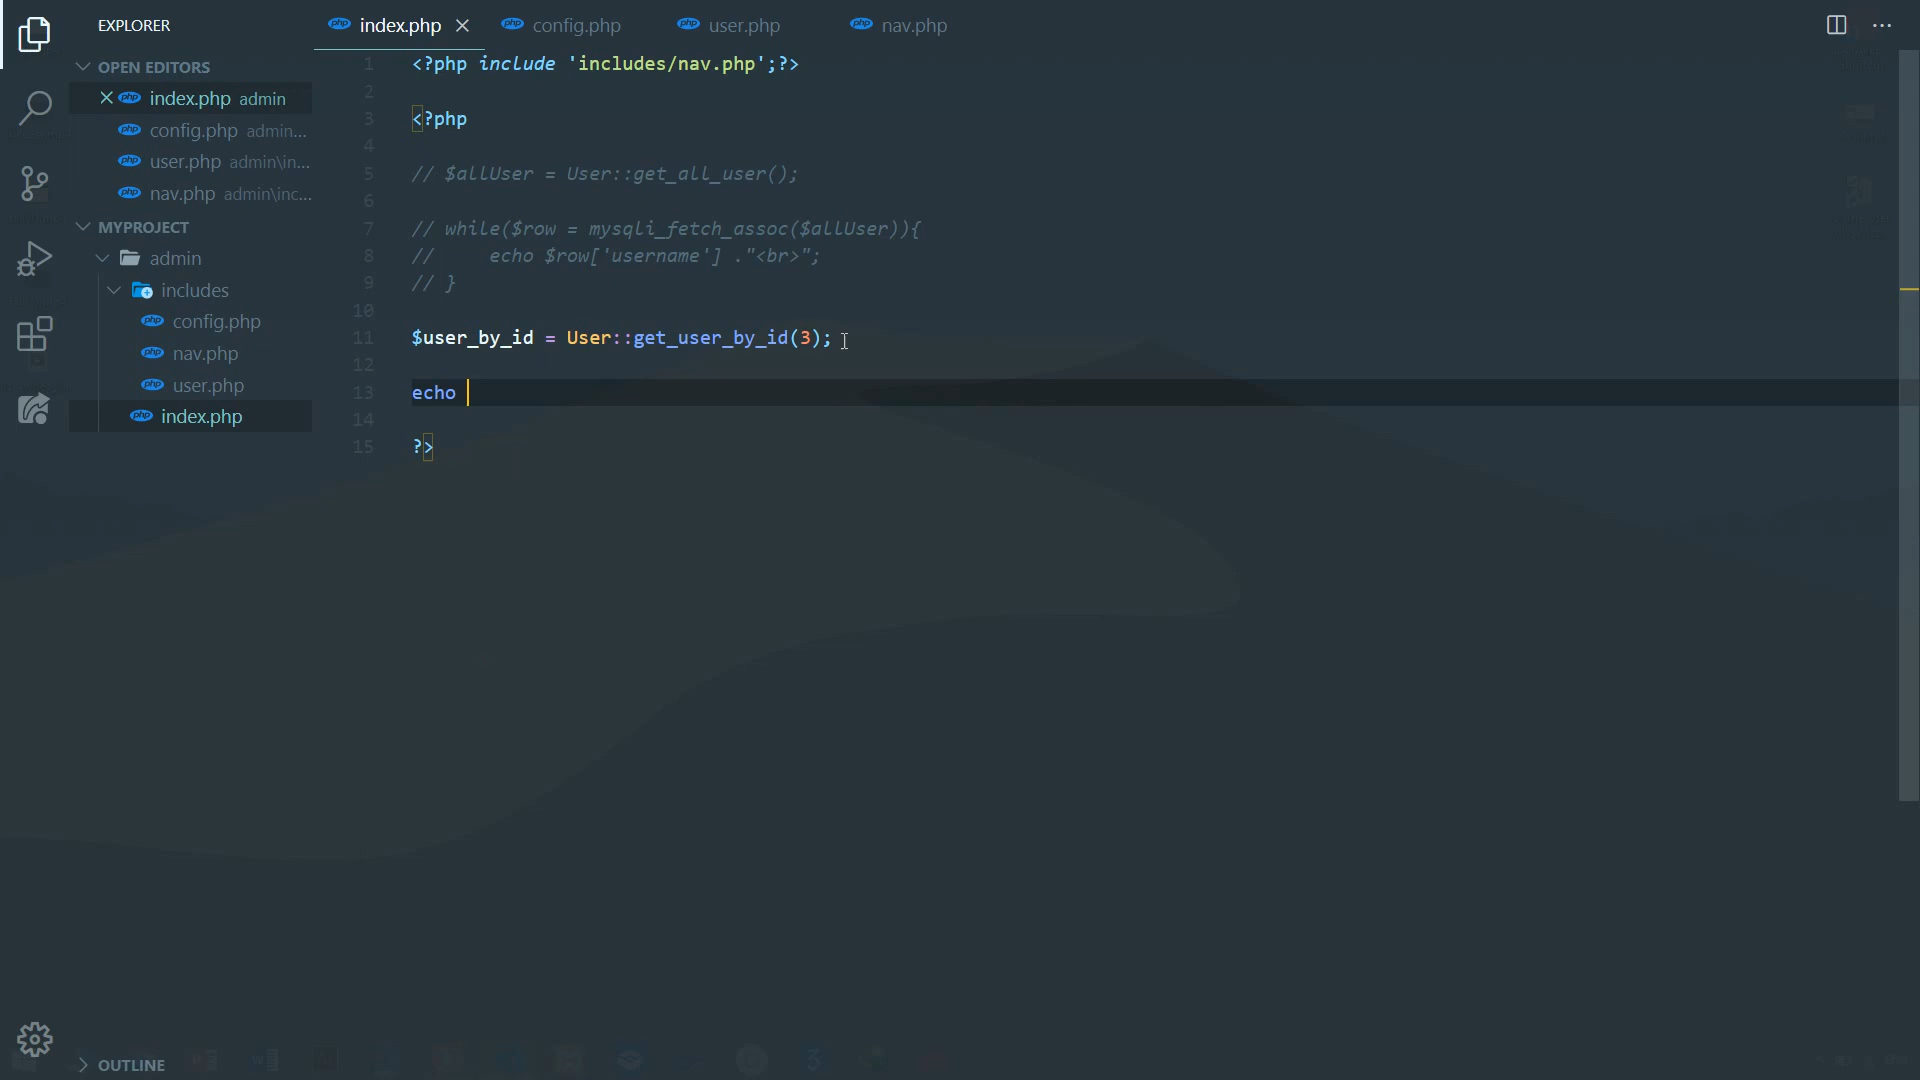 EXPLORER
OPEN EDITORS
index.php admin
config.php admin...
user.php admin\in...
nav.php admin\inc...
MYPROJECT
admin
includes
config.php
nav.php
user.php
index.php
OUTLINE
index.php
config.php
user.php
nav.php
1 <?php include 'includes/nav.php';?>
2
3 <?php
4
5 // $allUser = User::get_all_user();
6
7 // while($row = mysqli_fetch_assoc($allUser)){
8 //     echo $row['username'] ."<br>";
9 // }
10
11 $user_by_id = User::get_user_by_id(3);
12
13 echo
14
15 ?>